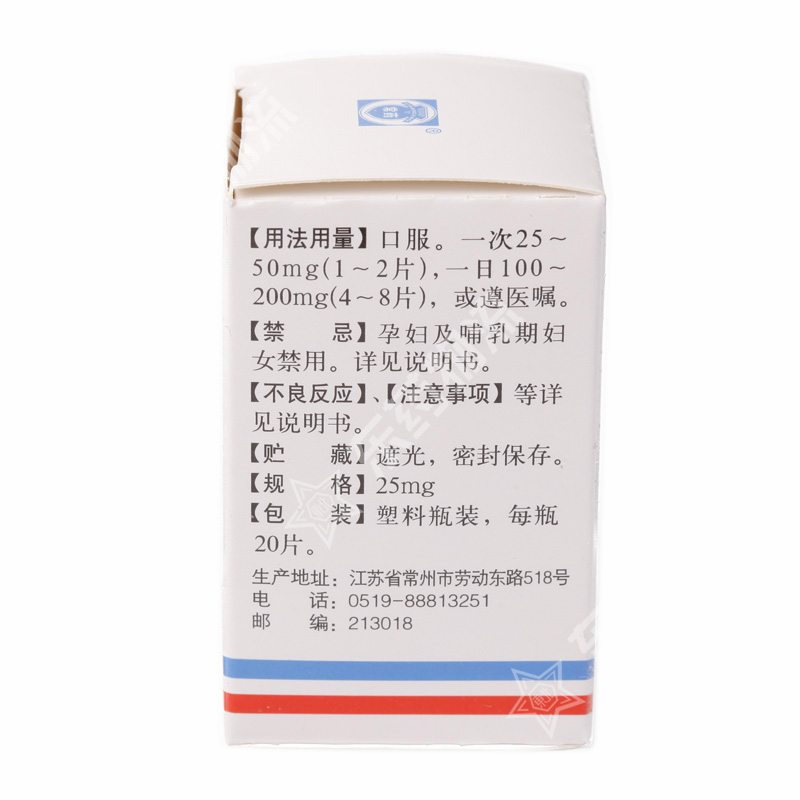 【用法用量】口服。一次25～
50mg(1～2片),一日100～
200mg(4～8片)，或遵医嘱。
【禁 忌】孕妇及哺乳期妇
女禁用。详见说明书。
【不良反应】、【注意事项】等详
见说明书。
【贮 藏】遮光，密封保存。
【规 格】25mg
【包 装】塑料瓶装，每瓶
20片。
生产地址：江苏省常州市劳动东路518号
电 话：0519-88813251
邮 编：213018